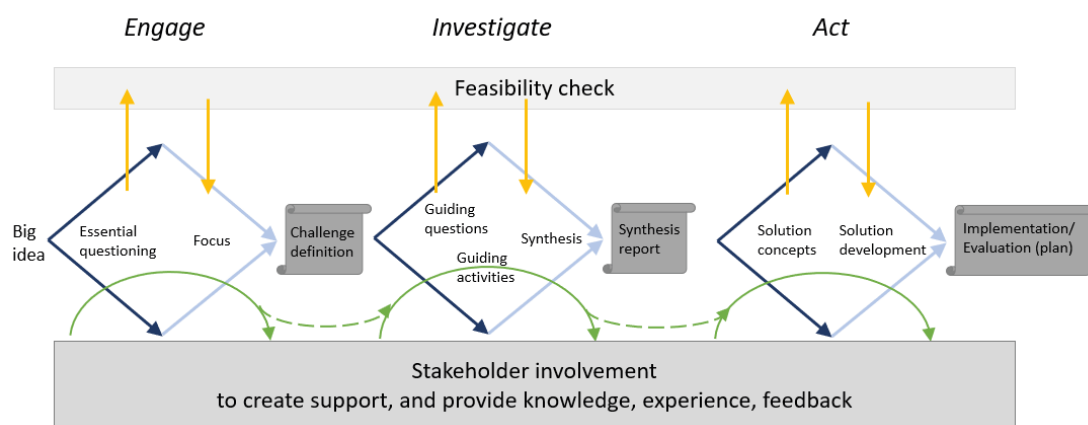 Engage
Investigate
Act
Feasibility check
Big
idea
Essential
questioning
Focus
Challenge
definition
Guiding
questions
Guiding
activities
Synthesis
Synthesis
report
Solution
concepts
Solution
development
Implementation/
Evaluation (plan)
Stakeholder involvement
to create support, and provide knowledge, experience, feedback